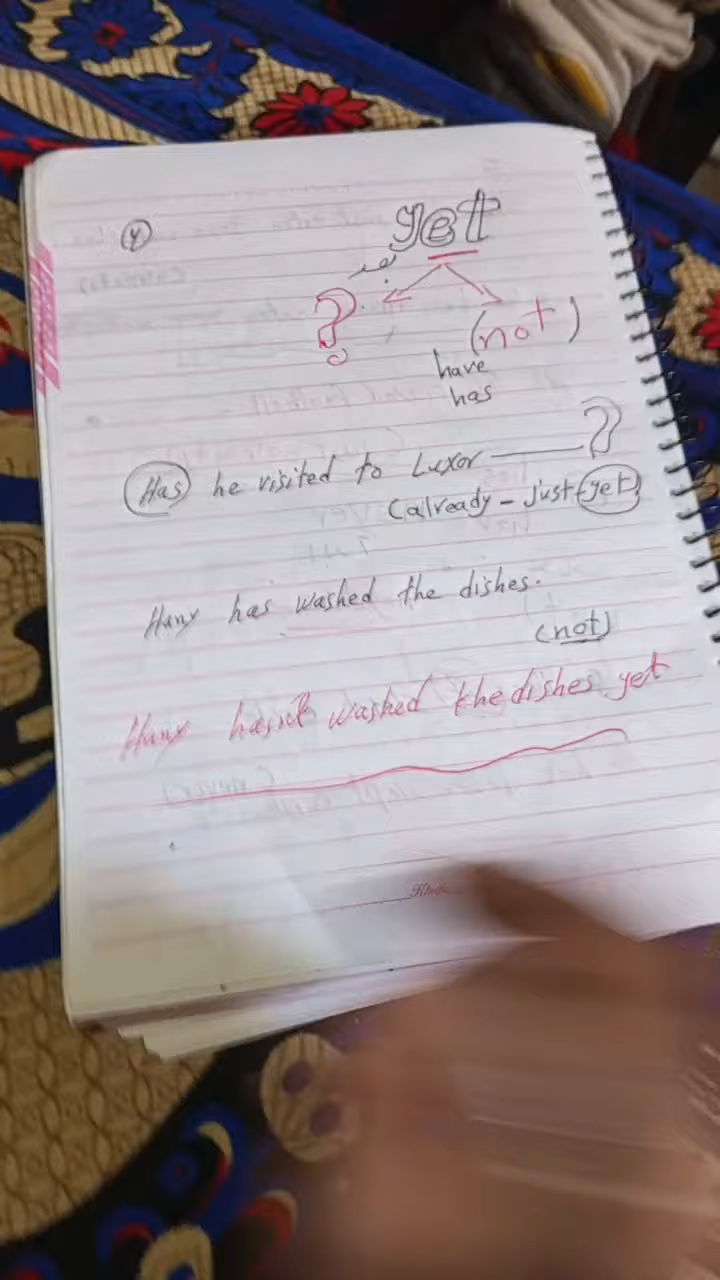 yet
بعد
? (not)
have
has
Has he visited to Luxor ———?
(already - just - yet)
Hany has washed the dishes.
(not)
Hany hasn't washed the dishes yet